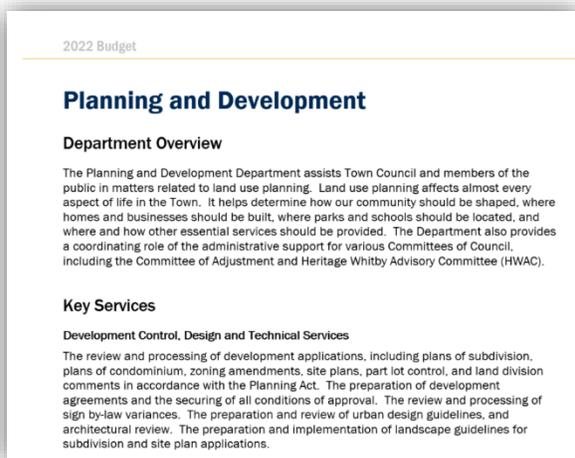 2022 Budget
Planning and Development
Department Overview
The Planning and Development Department assists Town Council and members of the
public in matters related to land use planning. Land use planning affects almost every
aspect of life in the Town. It helps determine how our community should be shaped, where
homes and businesses should be built, where parks and schools should be located, and
where and how other essential services should be provided. The Department also provides
a coordinating role of the administrative support for various Committees of Council,
including the Committee of Adjustment and Heritage Whitby Advisory Committee (HWAC).
Key Services
Development Control, Design and Technical Services
The review and processing of development applications, including plans of subdivision,
plans of condominium, zoning amendments, site plans, part lot control, and land division
comments in accordance with the Planning Act. The preparation of development
agreements and the securing of all conditions of approval. The review and processing of
sign by-law variances. The preparation and review of urban design guidelines, and
architectural review. The preparation and implementation of landscape guidelines for
subdivision and site plan applications.